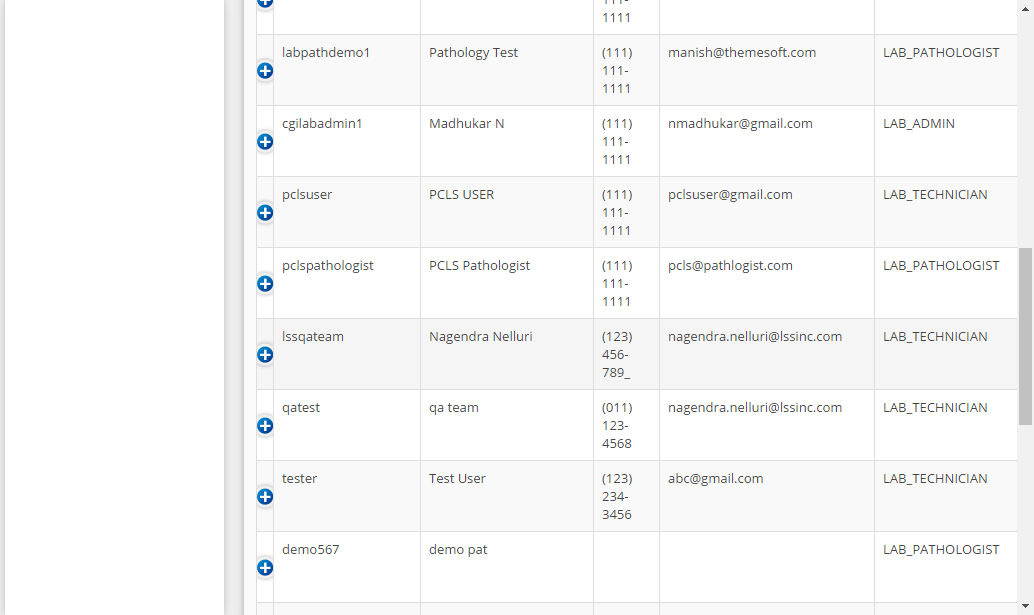 111-
1111
labpathdemo1 Pathology Test (111) manish@themesoft.com LAB_PATHOLOGIST
111-
1111
cgilabadmin1 Madhukar N (111) nmadhukar@gmail.com LAB_ADMIN
111-
1111
pclsuser PCLS USER (111) pclsuser@gmail.com LAB_TECHNICIAN
111-
1111
pclspathologist PCLS Pathologist (111) pcls@pathlogist.com LAB_PATHOLOGIST
111-
1111
lssqateam Nagendra Nelluri (123) nagendra.nelluri@lssinc.com LAB_TECHNICIAN
456-
789_
qatest qa team (011) nagendra.nelluri@lssinc.com LAB_TECHNICIAN
123-
4568
tester Test User (123) abc@gmail.com LAB_TECHNICIAN
234-
3456
demo567 demo pat LAB_PATHOLOGIST